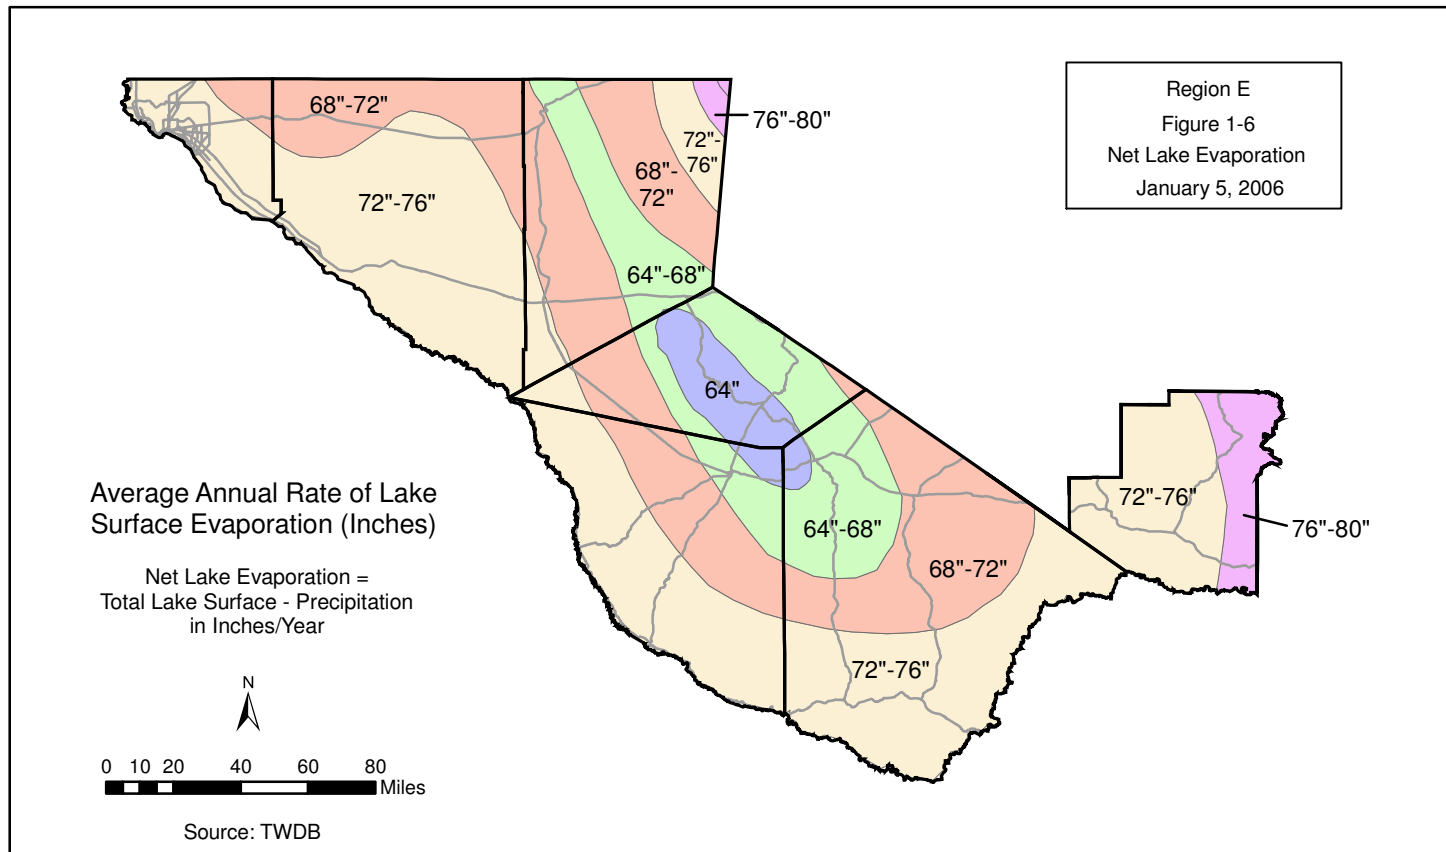 Region E
Figure 1-6
Net Lake Evaporation
January 5, 2006
68"-72"
76"-80"
72"-
76"
68"-
72"
72"-76"
64"-68"
64"
72"-76"
76"-80"
64"-68"
68"-72"
72"-76"
Average Annual Rate of Lake
Surface Evaporation (Inches)
Net Lake Evaporation =
Total Lake Surface - Precipitation
in Inches/Year
N
0 10 20 40 60 80
Miles
Source: TWDB